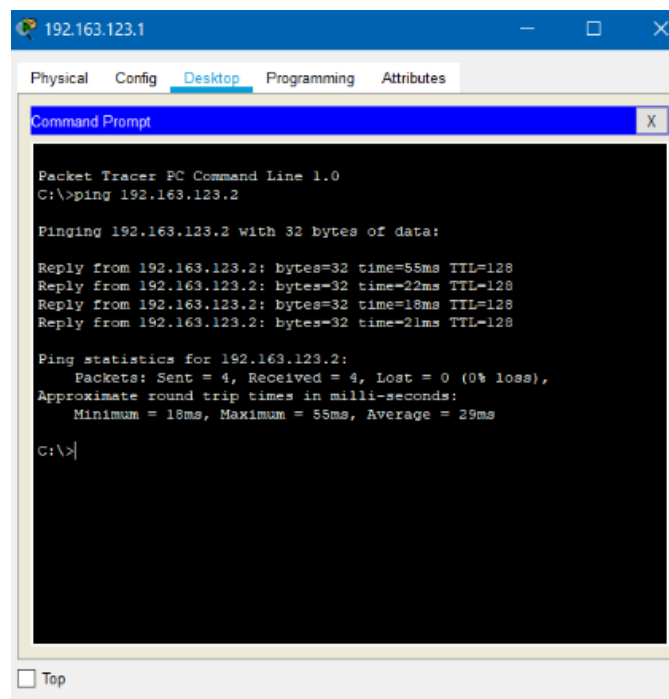 192.163.123.1
Physical Config Desktop Programming Attributes
Command Prompt X
Packet Tracer PC Command Line 1.0
C:\>ping 192.163.123.2
Pinging 192.163.123.2 with 32 bytes of data:
Reply from 192.163.123.2: bytes=32 time=55ms TTL=128
Reply from 192.163.123.2: bytes=32 time=22ms TTL=128
Reply from 192.163.123.2: bytes=32 time=18ms TTL=128
Reply from 192.163.123.2: bytes=32 time=21ms TTL=128
Ping statistics for 192.163.123.2:
Packets: Sent = 4, Received = 4, Lost = 0 (0% loss),
Approximate round trip times in milli-seconds:
Minimum = 18ms, Maximum = 55ms, Average = 29ms
C:\>
Top